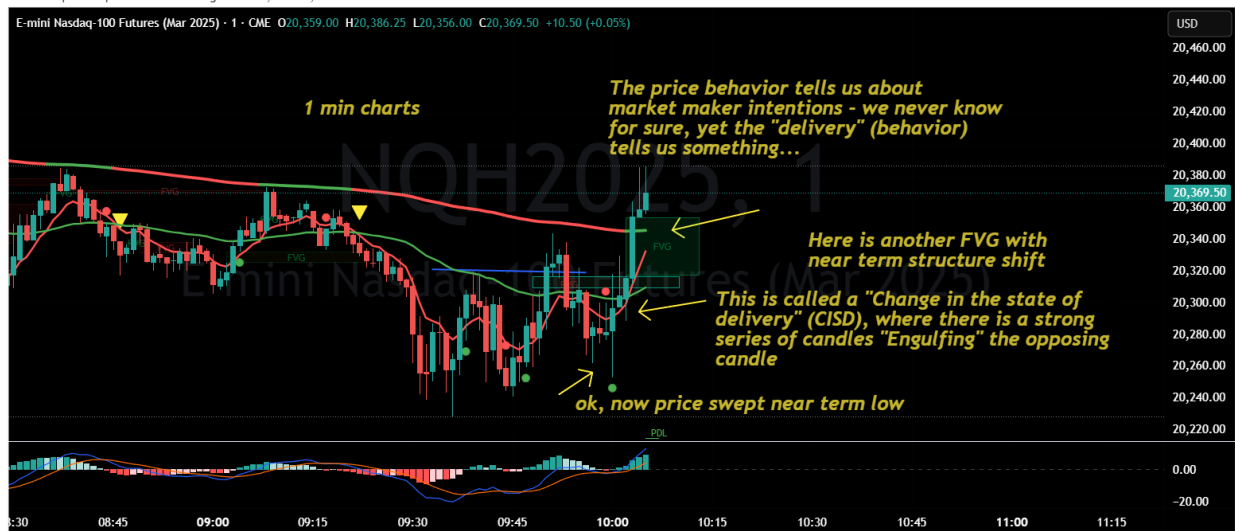 E-mini Nasdaq-100 Futures (Mar 2025) · 1 · CME O20,359.00 H20,386.25 L20,356.00 C20,369.50 +10.50 (+0.05%)
USD
20,460.00
20,440.00
20,420.00
20,400.00
20,380.00
20,369.50
20,360.00
20,340.00
20,320.00
20,300.00
20,280.00
20,260.00
20,240.00
20,220.00
1 min charts
The price behavior tells us about
market maker intentions - we never know
for sure, yet the "delivery" (behavior)
tells us something...
NQH2025, 1
E-mini Nasdaq-100 Futures (Mar 2025)
FVG
FVG
FVG
Here is another FVG with
near term structure shift
This is called a "Change in the state of
delivery" (CISD), where there is a strong
series of candles "Engulfing" the opposing
candle
ok, now price swept near term low
PDL
0.00
-20.00
8:30
08:45
09:00
09:15
09:30
09:45
10:00
10:15
10:30
10:45
11:00
11:15